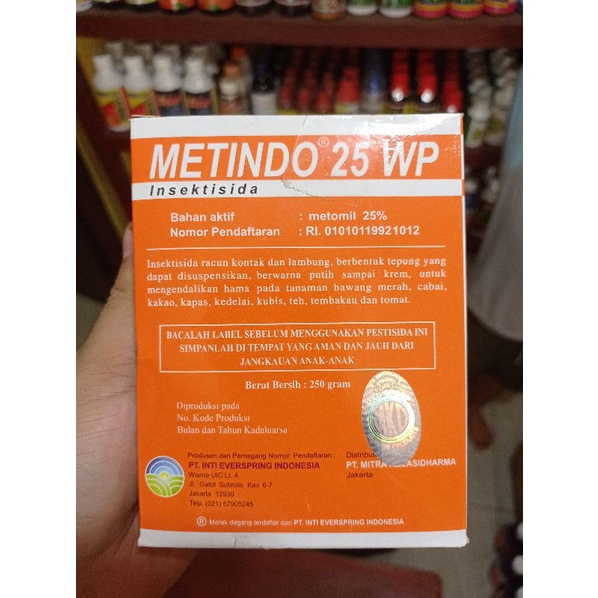 METINDO® 25 WP
Insektisida
Bahan aktif : metomil 25%
Nomor Pendaftaran : RI. 01010119921012
Insektisida racun kontak dan lambung, berbentuk tepung yang
dapat disuspensikan, berwarna putih sampai krem, untuk
mengendalikan hama pada tanaman bawang merah, cabai,
kakao, kapas, kedelai, kubis, teh, tembakau dan tomat.
BACALAH LABEL SEBELUM MENGGUNAKAN PESTISIDA INI
SIMPANLAH DI TEMPAT YANG AMAN DAN JAUH DARI
JANGKAUAN ANAK-ANAK
Berat Bersih : 250 gram
Diproduksi pada
No. Kode Produksi
Bulan dan Tahun Kadaluarsa
Produsen dan Pemegang Nomor Pendaftaran:
PT. INTI EVERSPRING INDONESIA
Wisma UIC Lt. 4
Jl. Gatot Subroto Kav. 6-7
Jakarta 12930
Telp. (021) 57905245
PT. MITRA
Jakarta
® Merek dagang terdaftar dari PT. INTI EVERSPRING INDONESIA